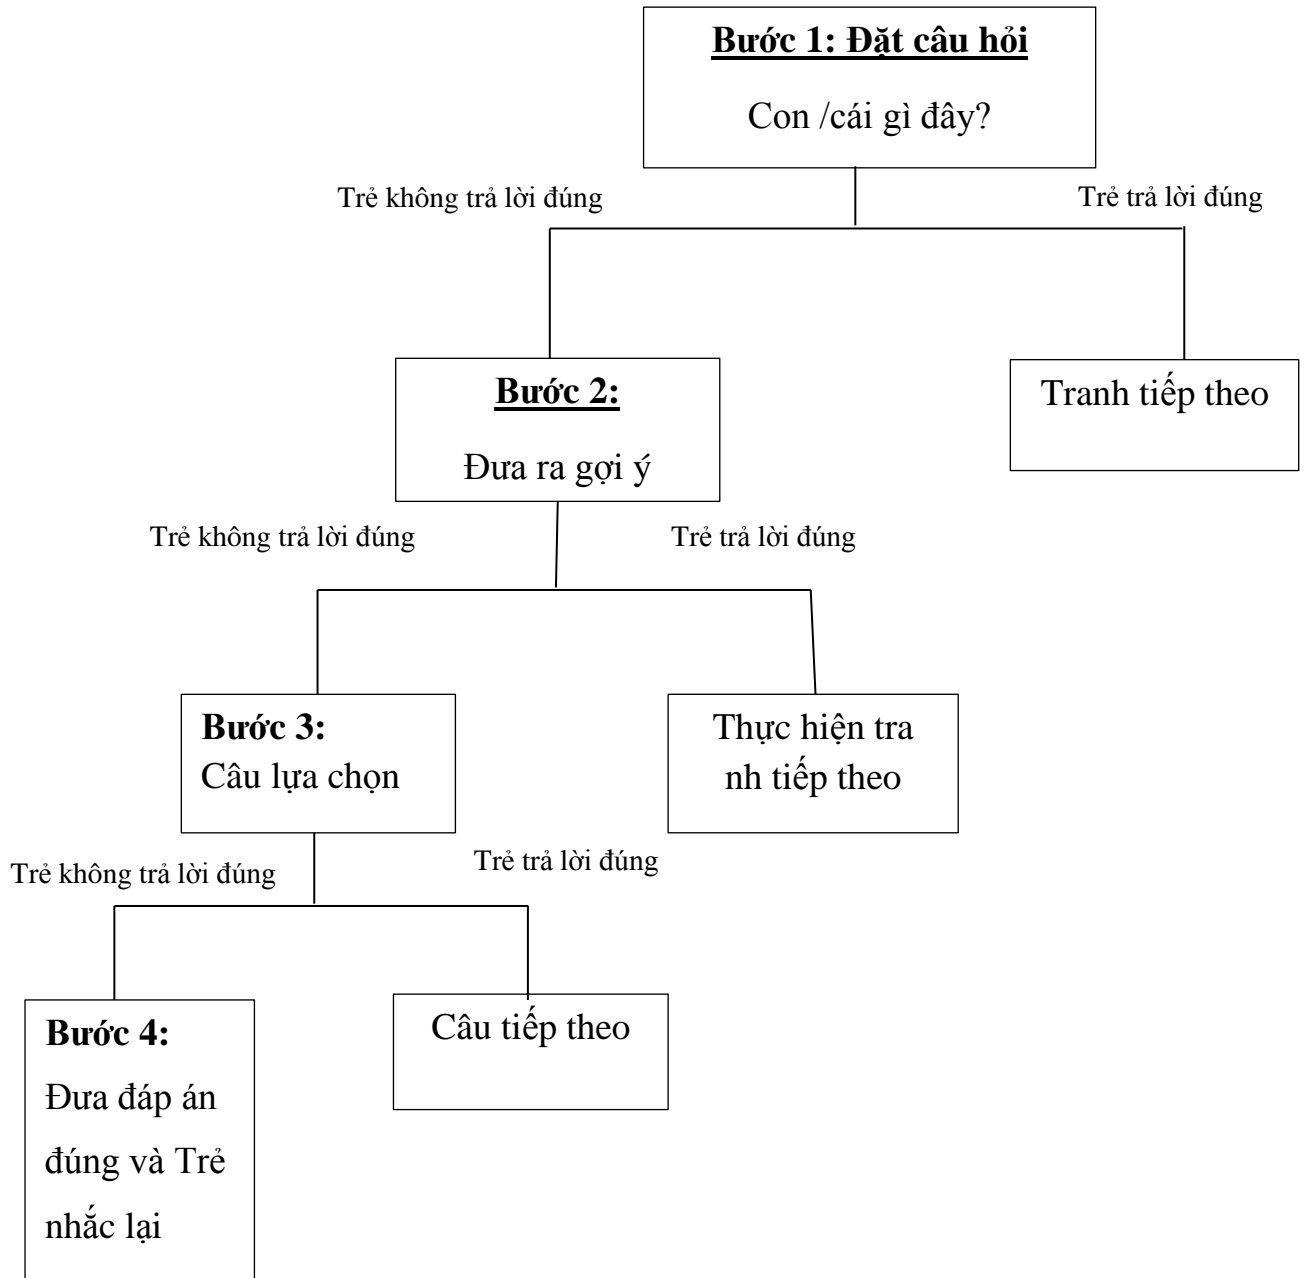 Bước 1: Đặt câu hỏi
Con /cái gì đây?
Trẻ không trả lời đúng
Trẻ trả lời đúng
Bước 2:
Đưa ra gợi ý
Tranh tiếp theo
Trẻ không trả lời đúng
Trẻ trả lời đúng
Bước 3:
Câu lựa chọn
Thực hiện tra
nh tiếp theo
Trẻ không trả lời đúng
Trẻ trả lời đúng
Bước 4:
Đưa đáp án
đúng và Trẻ
nhắc lại
Câu tiếp theo